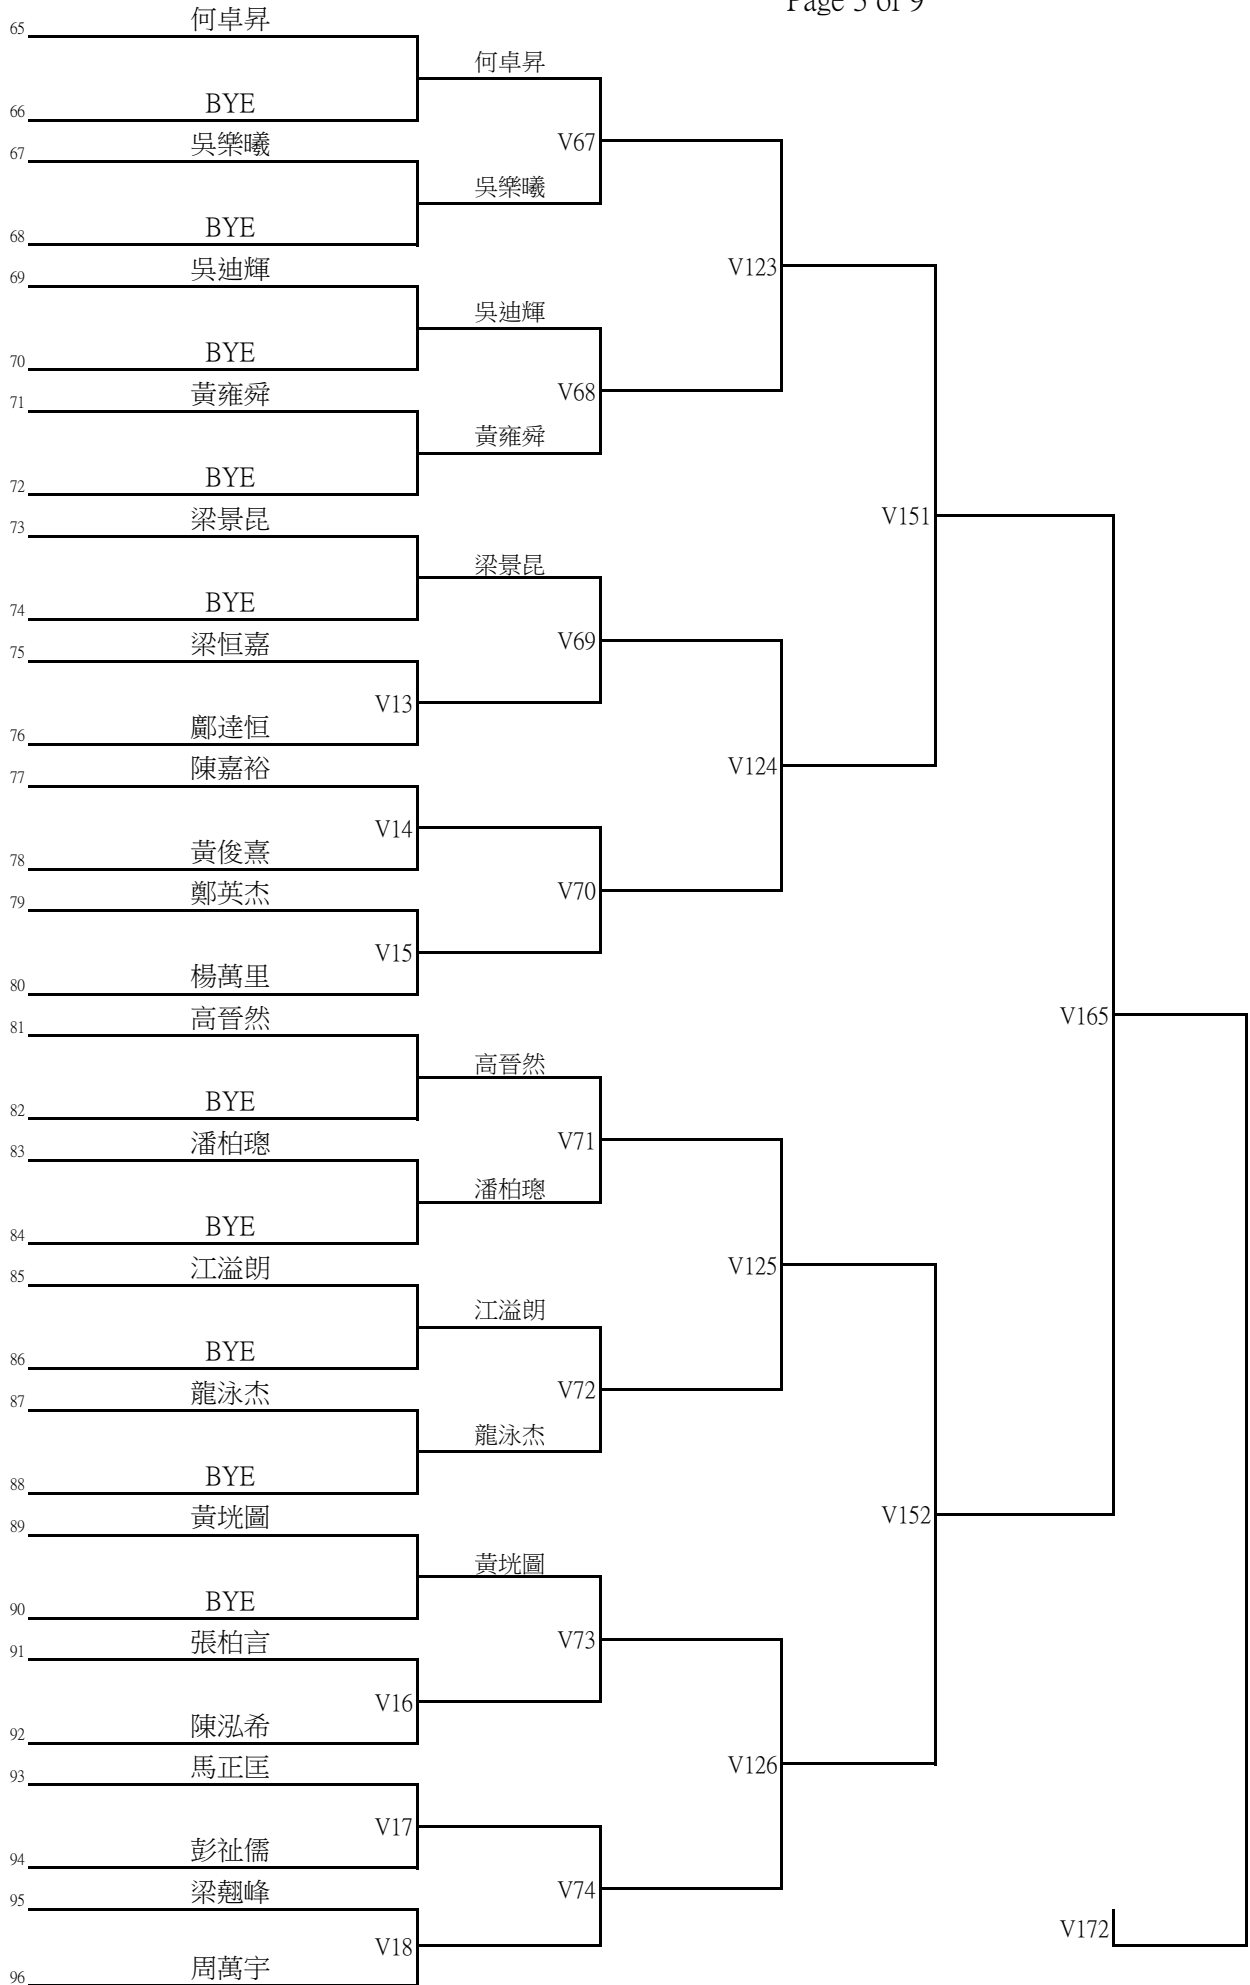 Page 3 of 9
65 何卓昇
何卓昇
66 BYE
67 吳樂曦
V67
吳樂曦
68 BYE
69 吳迪輝
V123
吳迪輝
70 BYE
71 黃雍舜
V68
黃雍舜
72 BYE
73 梁景昆
V151
梁景昆
74 BYE
75 梁恒嘉
V69
V13
76 鄺達恒
77 陳嘉裕
V124
V14
78 黃俊熹
79 鄭英杰
V70
V15
80 楊萬里
81 高晉然
V165
高晉然
82 BYE
83 潘柏璁
V71
潘柏璁
84 BYE
85 江溢朗
V125
江溢朗
86 BYE
87 龍泳杰
V72
龍泳杰
88 BYE
89 黃垙圖
V152
黃垙圖
90 BYE
91 張柏言
V73
V16
92 陳泓希
93 馬正匡
V126
V17
94 彭祉儒
95 梁翹峰
V74
V172
V18
96 周萬宇